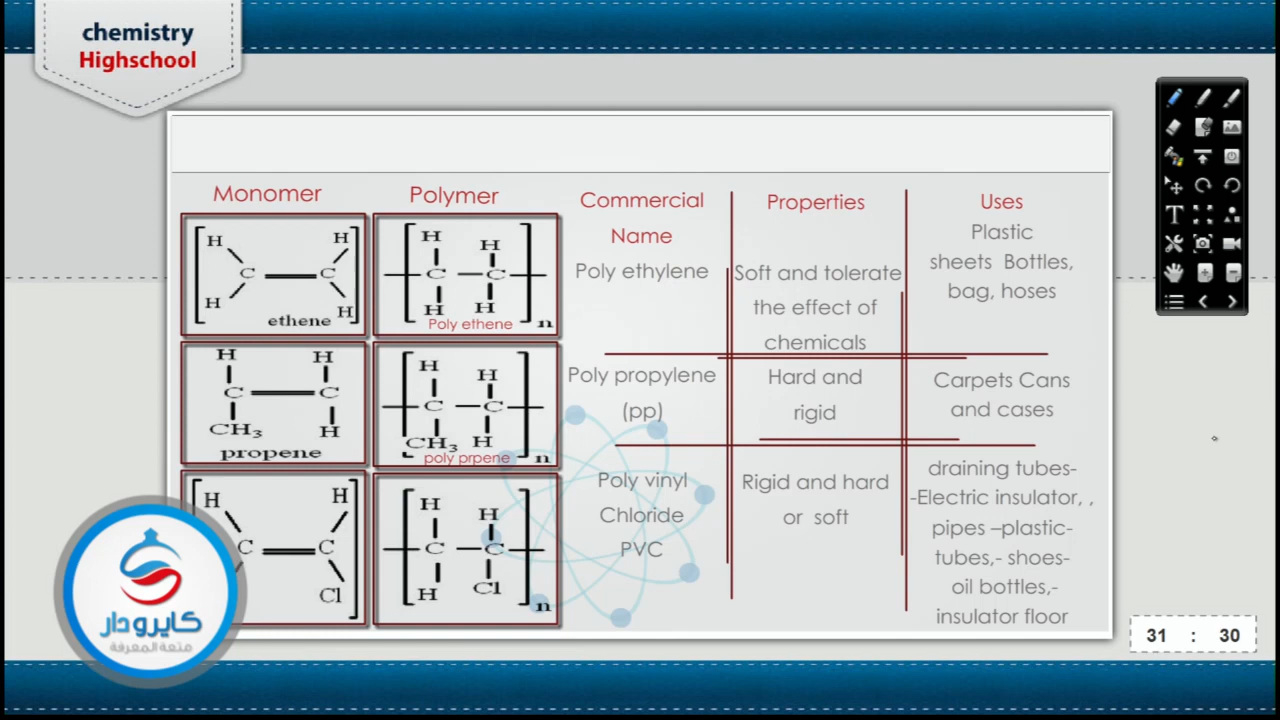 chemistry
Highschool
Monomer
Polymer
Commercial
Name
Properties
Uses
H
H
C
C
H
H
ethene
H
H
C
C
H
H
Poly ethene
n
Poly ethylene
Soft and tolerate
the effect of
chemicals
Plastic
sheets Bottles,
bag, hoses
H
H
C
C
CH3
H
propene
H
H
C
C
CH3
H
poly prpene
n
Poly propylene
(pp)
Hard and
rigid
Carpets Cans
and cases
H
H
C
C
Cl
H
H
C
C
H
Cl
n
Poly vinyl
Chloride
PVC
Rigid and hard
or soft
draining tubes-
-Electric insulator, ,
pipes –plastic-
tubes,- shoes-
oil bottles,-
insulator floor
كايرودار
متعة المعرفة
31 : 30
T